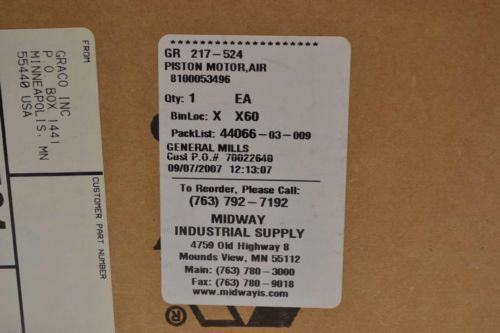 FROM
GRACO INC
P.O. BOX 1441
MINNEAPOLIS, MN
55440 USA
CUSTOMER PART NUMBER
GR 217-524
PISTON MOTOR,AIR
8100053496
Qty: 1 EA
BinLoc: X X60
PackList: 44066-03-009
GENERAL MILLS
Cust P.O.# 70022640
09/07/2007 12:13:07
To Reorder, Please Call:
(763) 792-7192
MIDWAY
INDUSTRIAL SUPPLY
4759 Old Highway 8
Mounds View, MN 55112
Main: (763) 780-3000
Fax: (763) 780-9818
www.midwayis.com
®